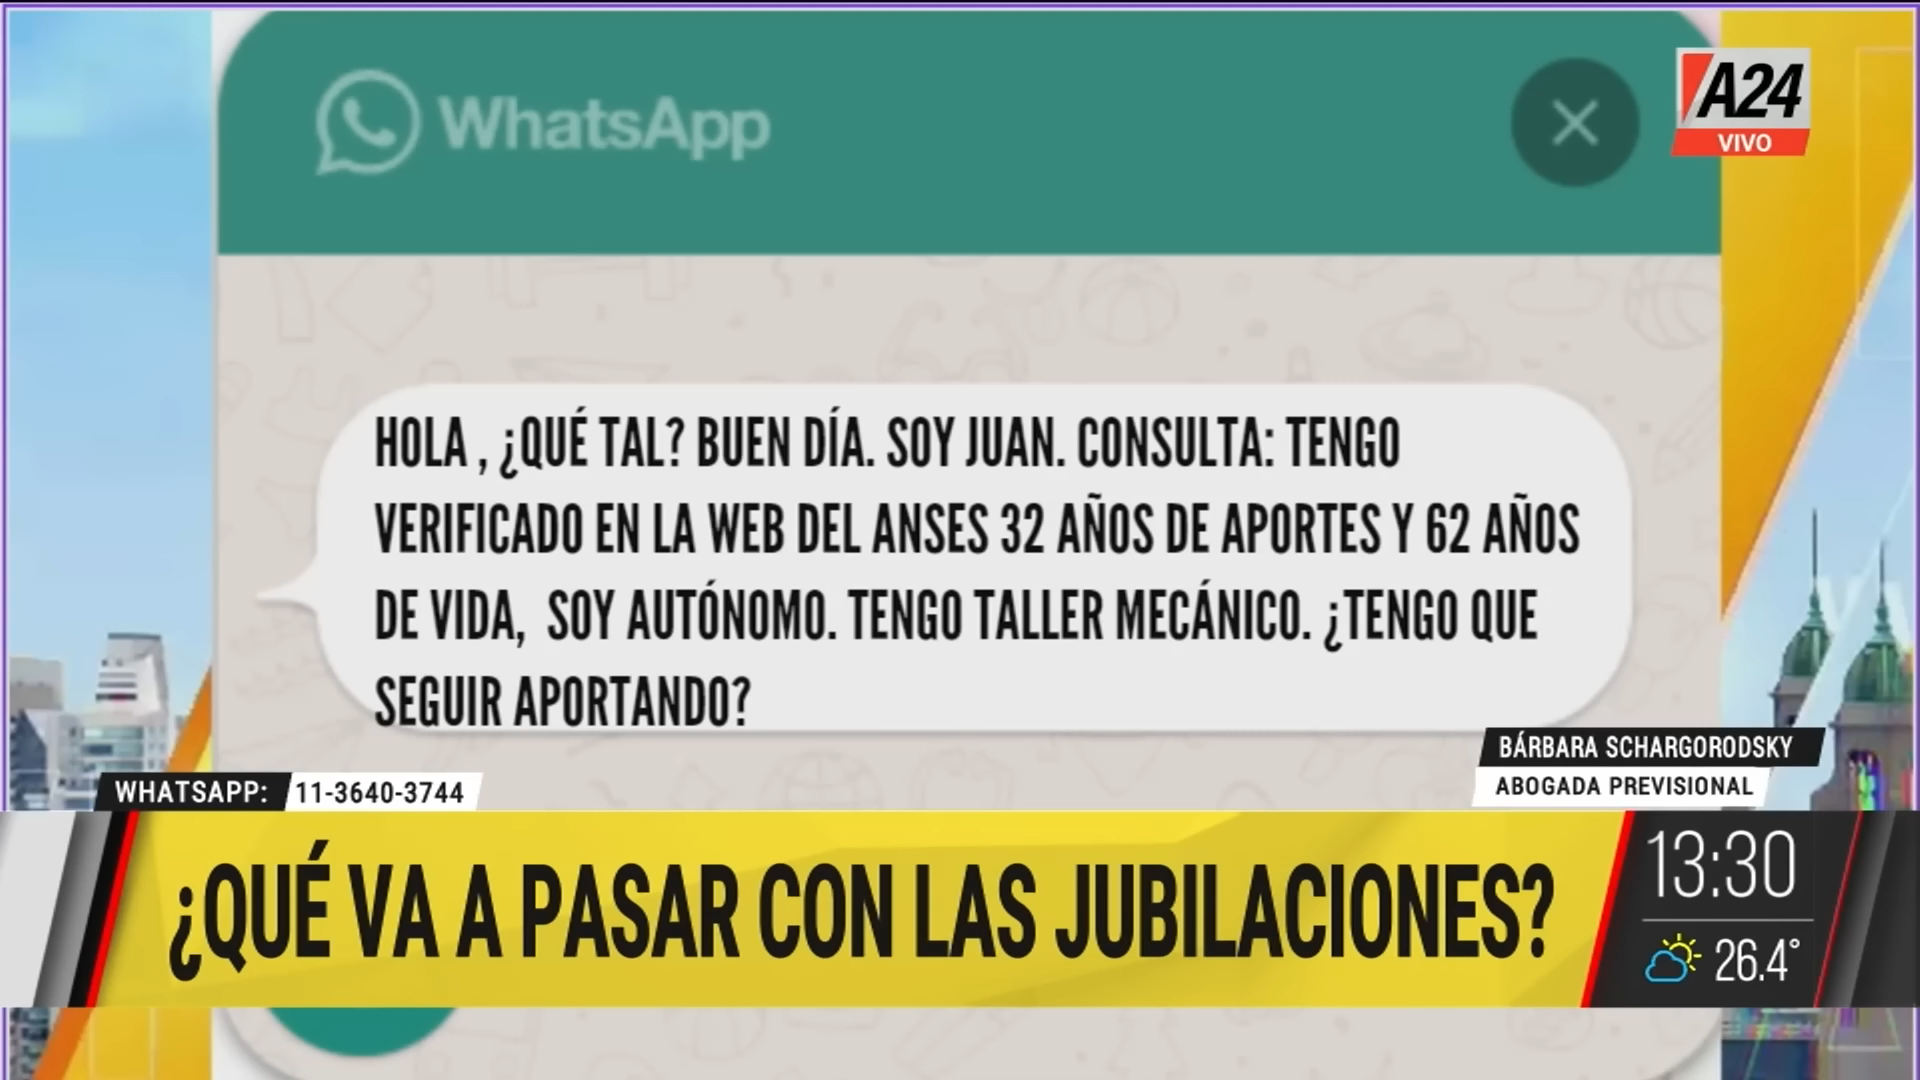 WhatsApp
A24
VIVO
HOLA , ¿QUÉ TAL? BUEN DÍA. SOY JUAN. CONSULTA: TENGO
VERIFICADO EN LA WEB DEL ANSES 32 AÑOS DE APORTES Y 62 AÑOS
DE VIDA, SOY AUTÓNOMO. TENGO TALLER MECÁNICO. ¿TENGO QUE
SEGUIR APORTANDO?
BÁRBARA SCHARGORODSKY
ABOGADA PREVISIONAL
WHATSAPP: 11-3640-3744
¿QUÉ VA A PASAR CON LAS JUBILACIONES?
13:30
26.4°